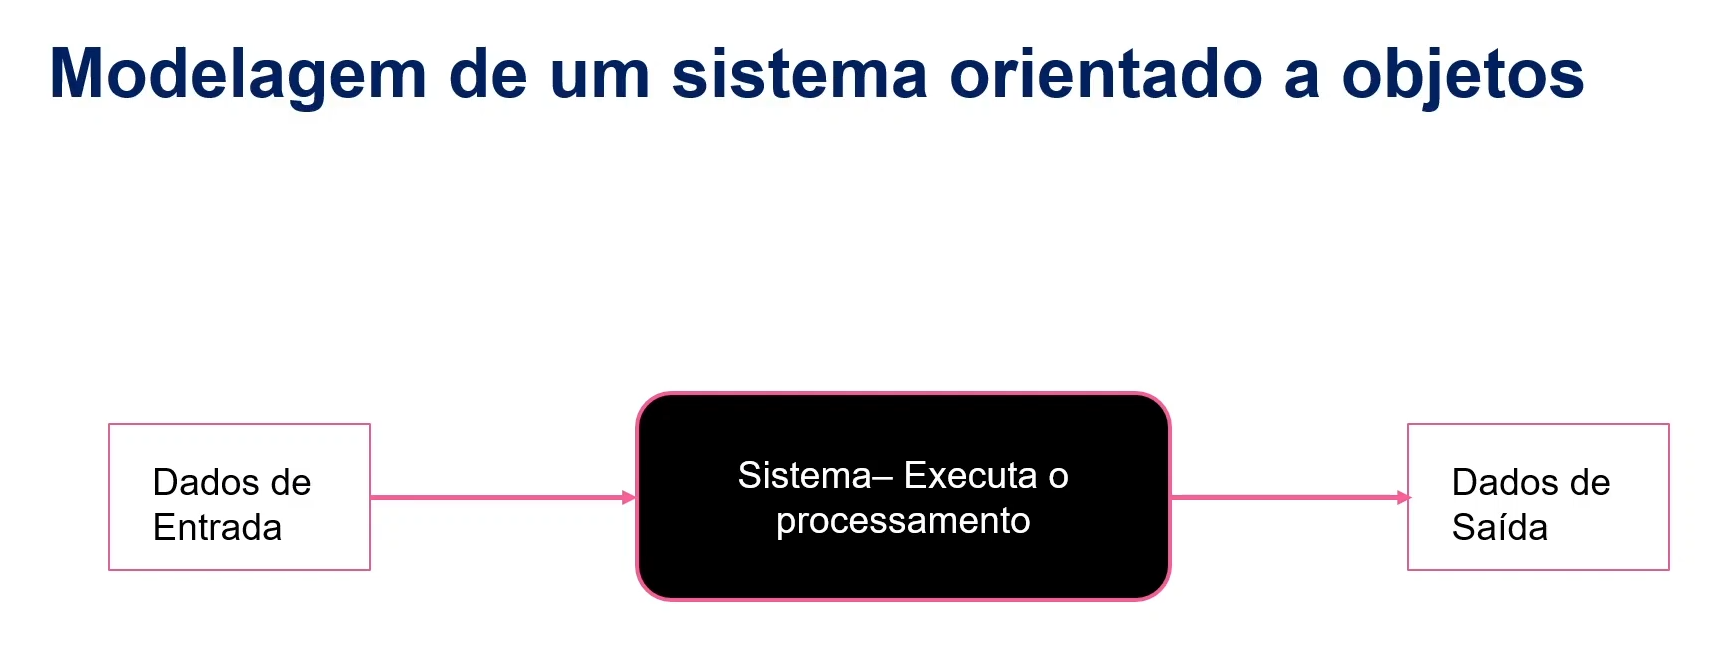 Modelagem de um sistema orientado a objetos
Dados de
Entrada
Sistema– Executa o
processamento
Dados de
Saída